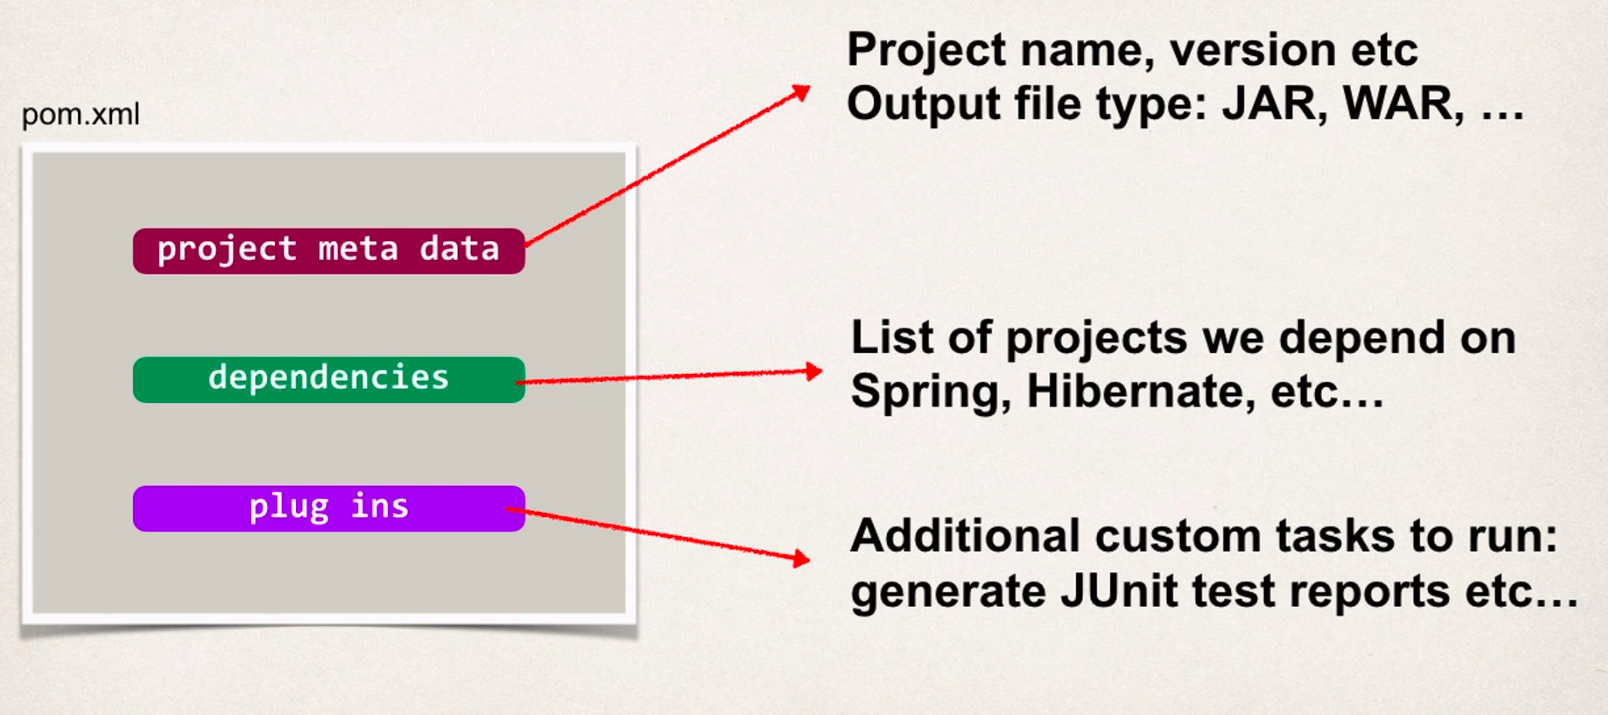 pom.xml
project meta data
Project name, version etc
Output file type: JAR, WAR, …
dependencies
List of projects we depend on
Spring, Hibernate, etc…
plug ins
Additional custom tasks to run:
generate JUnit test reports etc…